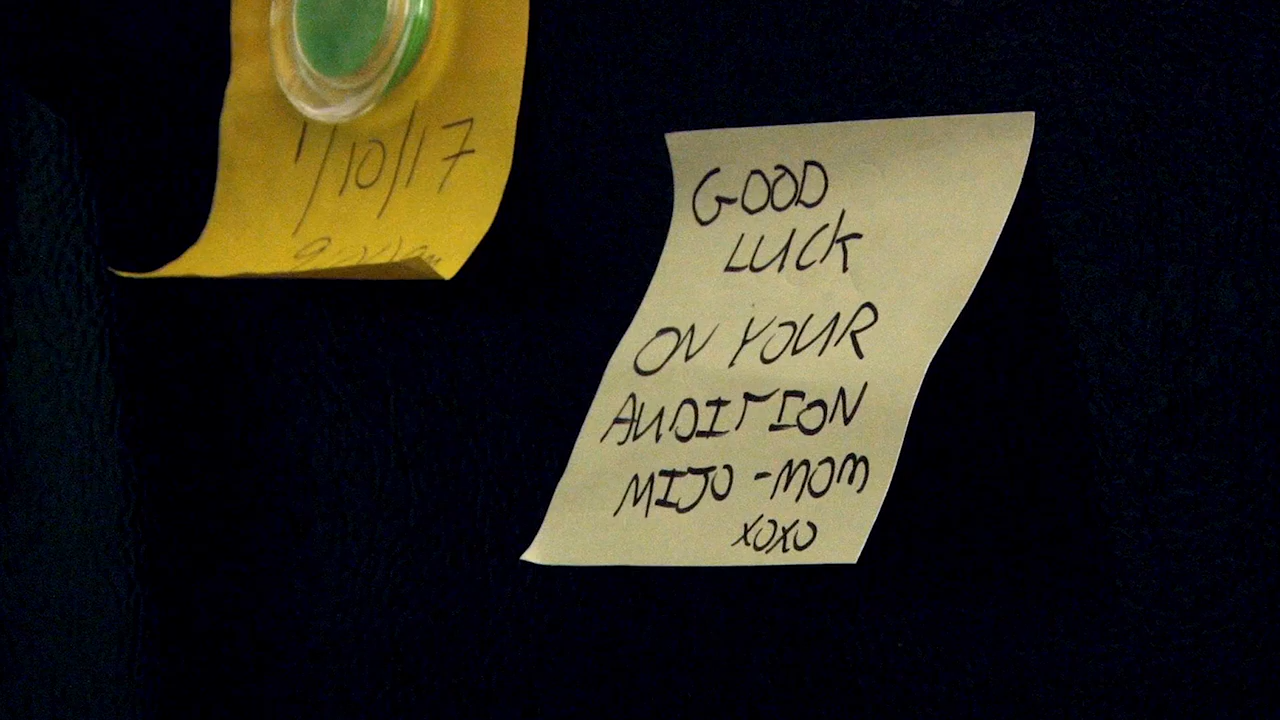 1/10/17
GOOD
LUCK
ON YOUR
AUDITION
MIJO -MOM
XOXO